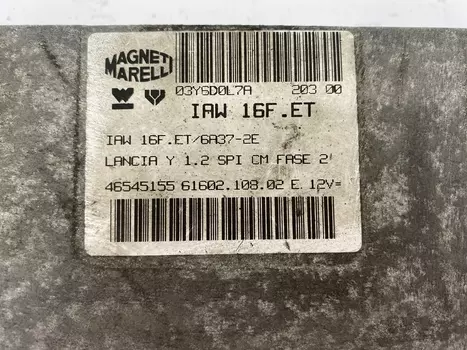 MAGNETI
MARELLI
03Y6D0L7A 203 00
IAW 16F.ET
IAW 16F.ET/6A37-2E
LANCIA Y 1.2 SPI CM FASE 2
46545155 61602.108.02 E 12V=